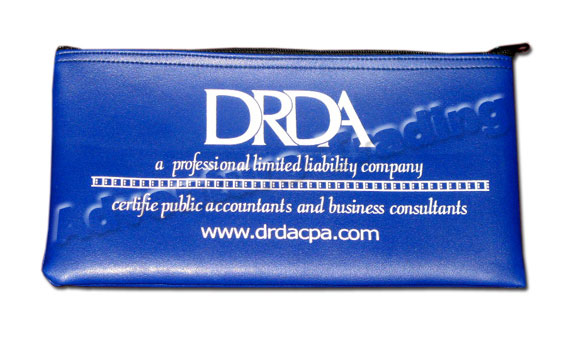 DRDA
a professional limited liability company
certifie public accountants and business consultants
www.drdacpa.com